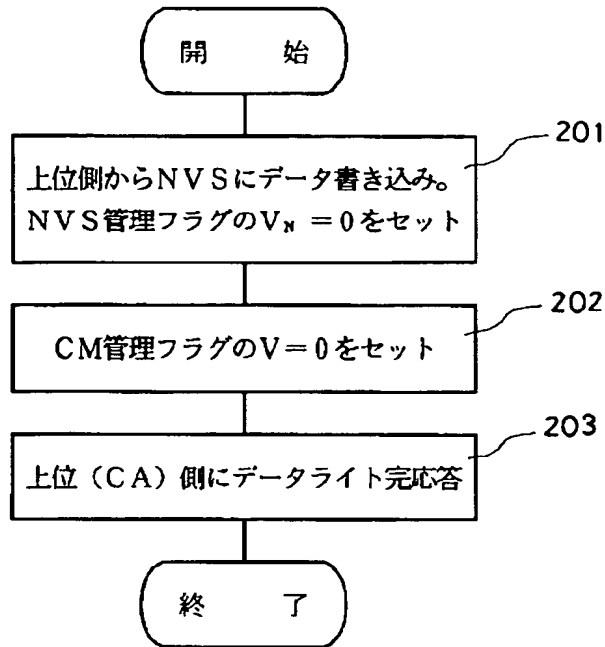 開 始
201
上位側からNVSにデータ書き込み。
NVS管理フラグのV_N =0をセット
202
CM管理フラグのV=0をセット
203
上位（CA）側にデータライト完応答
終 了